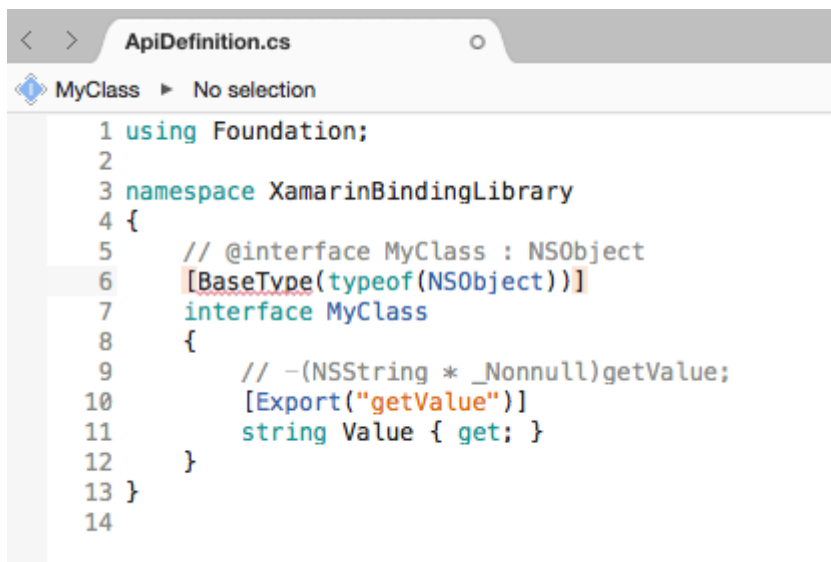 < > ApiDefinition.cs
MyClass ▶ No selection
1 using Foundation;
2
3 namespace XamarinBindingLibrary
4 {
5 // @interface MyClass : NSObject
6 [BaseType(typeof(NSObject))]
7 interface MyClass
8 {
9 // -(NSString * _Nonnull)getValue;
10 [Export("getValue")]
11 string Value { get; }
12 }
13 }
14